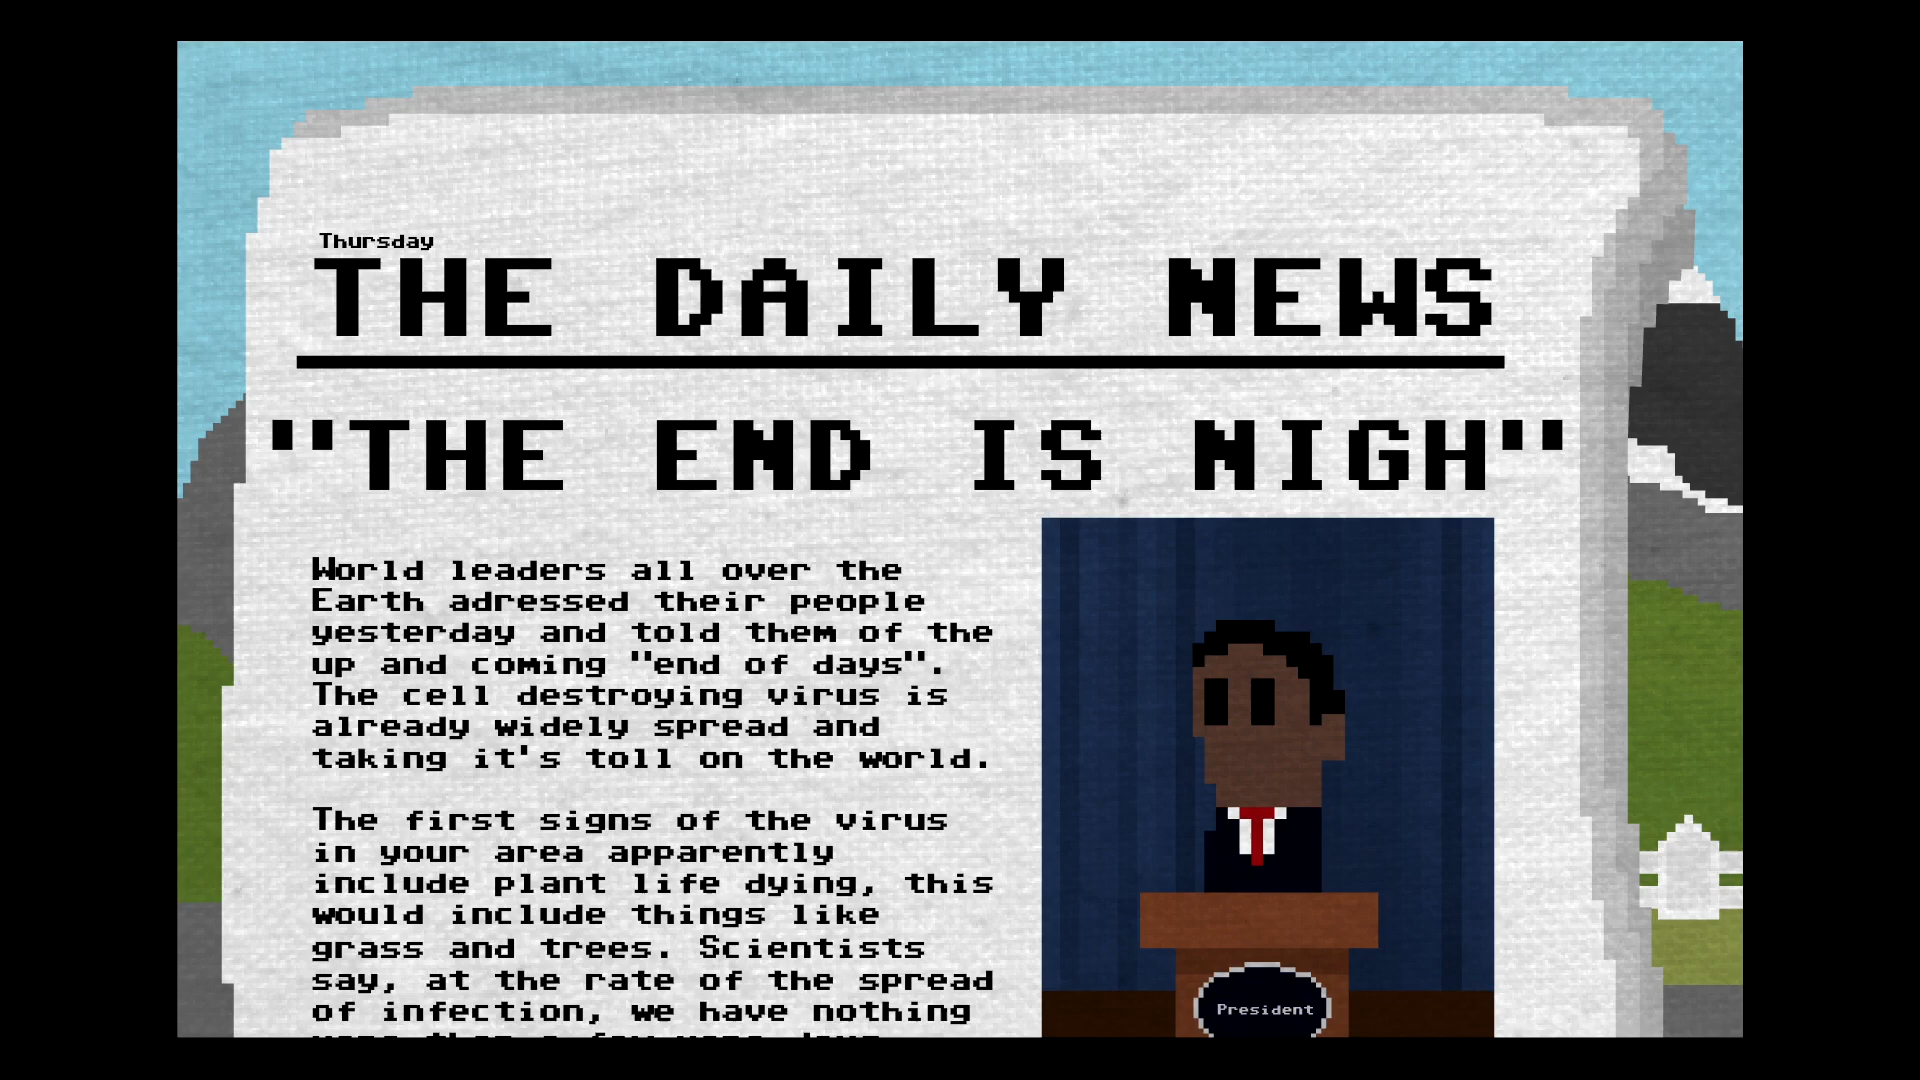 Thursday
THE DAILY NEWS
"THE END IS NIGH"
World leaders all over the
Earth adressed their people
yesterday and told them of the
up and coming "end of days".
The cell destroying virus is
already widely spread and
taking it's toll on the world.
The first signs of the virus
in your area apparently
include plant life dying, this
would include things like
grass and trees. Scientists
say, at the rate of the spread
of infection, we have nothing
President